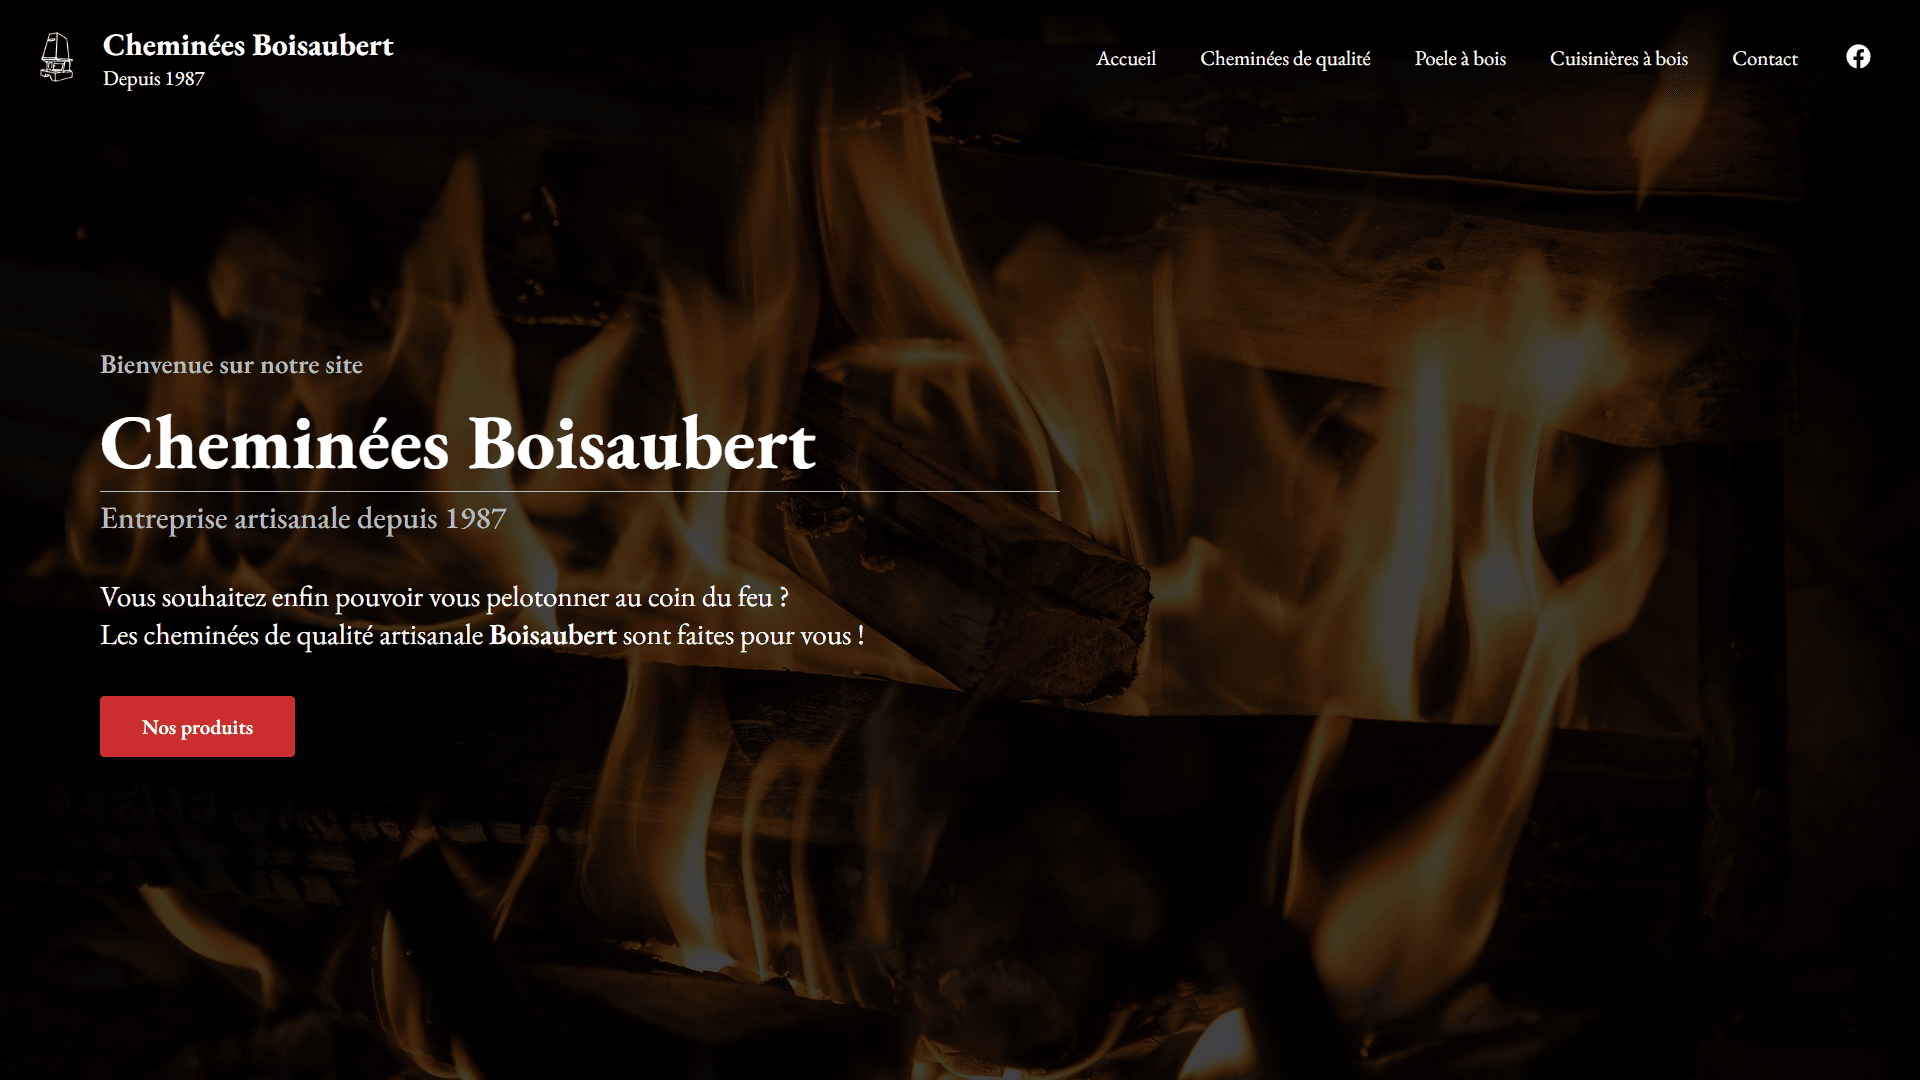 Cheminées Boisaubert
Depuis 1987
Accueil
Cheminées de qualité
Poele à bois
Cuisinières à bois
Contact
Bienvenue sur notre site
Cheminées Boisaubert
Entreprise artisanale depuis 1987
Vous souhaitez enfin pouvoir vous pelotonner au coin du feu ?
Les cheminées de qualité artisanale Boisaubert sont faites pour vous !
Nos produits